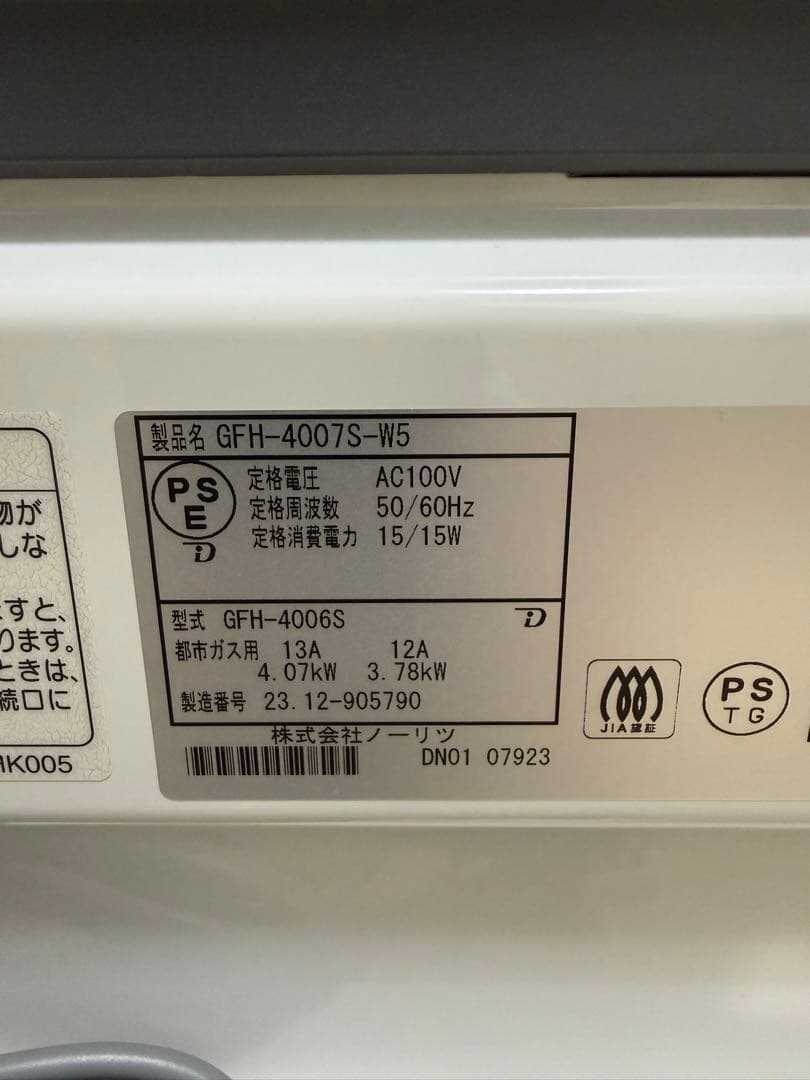 物が
しな
ますと、
ります。
ときは、
続口に
HK005
製品名 GFH-4007S-W5
PS
E
定格電圧 AC100V
定格周波数 50/60Hz
定格消費電力 15/15W
型式 GFH-4006S
都市ガス用 13A 12A
4.07kW 3.78kW
製造番号 23.12-905790
株式会社ノーリツ
DN01 07923
JIA認証
PS
TG